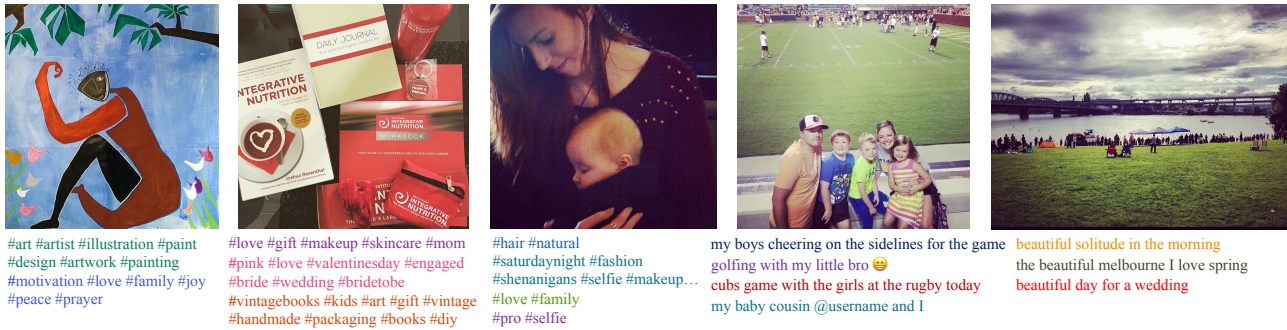 DAILY JOURNAL
INTEGRATIVE
NUTRITION
INTEGRATIVE
NUTRITION
WORKBOOK
Joshua Rosenthal
INTEGRATIVE
NUTRITION
#art #artist #illustration #paint
#design #artwork #painting
#motivation #love #family #joy
#peace #prayer
#love #gift #makeup #skincare #mom
#pink #love #valentinesday #engaged
#bride #wedding #bridetobe
#vintagebooks #kids #art #gift #vintage
#handmade #packaging #books #diy
#hair #natural
#saturdaynight #fashion
#shenanigans #selfie #makeup…
#love #family
#pro #selfie
my boys cheering on the sidelines for the game
golfing with my little bro 😁
cubs game with the girls at the rugby today
my baby cousin @username and I
beautiful solitude in the morning
the beautiful melbourne I love spring
beautiful day for a wedding